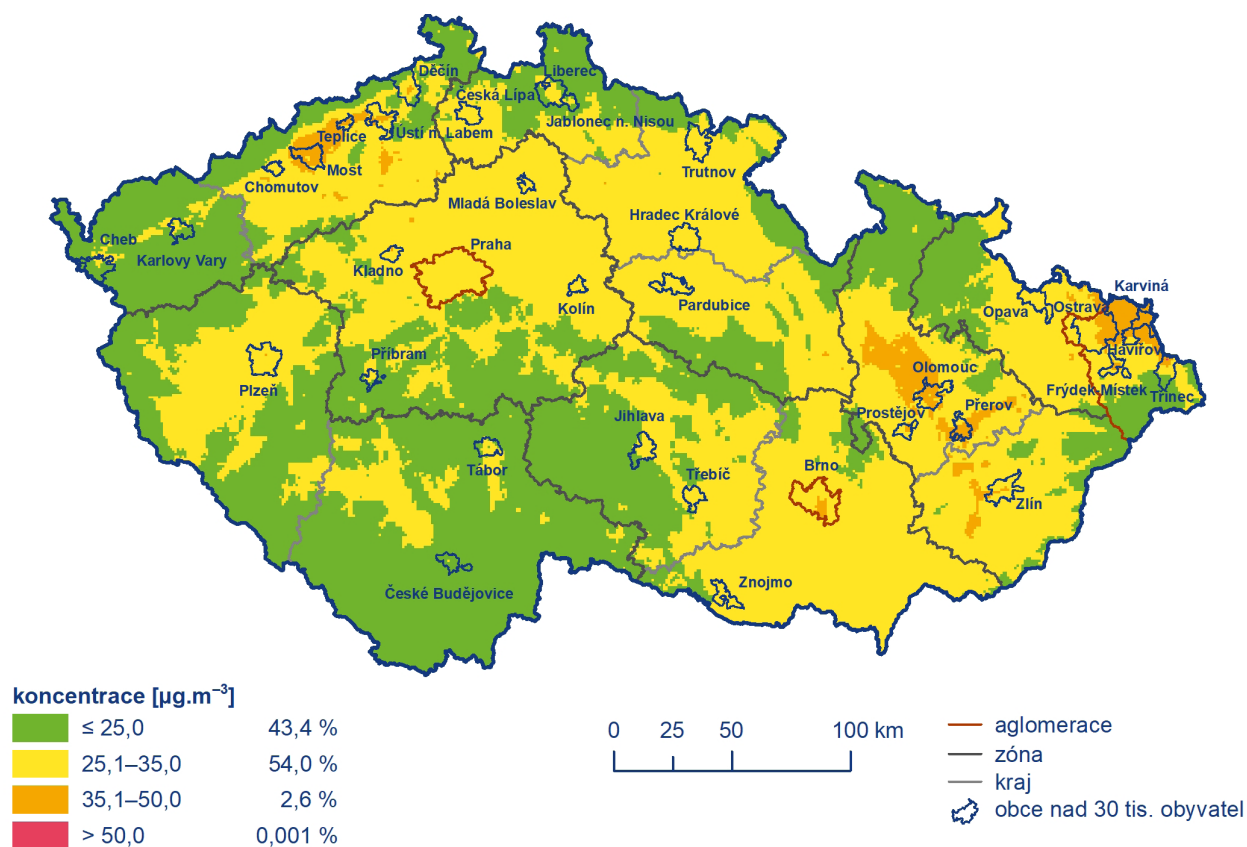 Děčín
Liberec
Česká Lípa
Jablonec n. Nisou
Teplice
Ústí n. Labem
Most
Chomutov
Trutnov
Mladá Boleslav
Hradec Králové
Cheb
Karlovy Vary
Praha
Kladno
Kolín
Pardubice
Karviná
Opava
Ostrava
Havířov
Příbram
Plzeň
Olomouc
Frýdek-Místek
Třinec
Prostějov
Přerov
Jihlava
Tábor
Třebíč
Brno
Zlín
Znojmo
České Budějovice
koncentrace [µg.m⁻³]
≤ 25,0 43,4 %
25,1–35,0 54,0 %
35,1–50,0 2,6 %
> 50,0 0,001 %
0 25 50 100 km
aglomerace
zóna
kraj
obce nad 30 tis. obyvatel